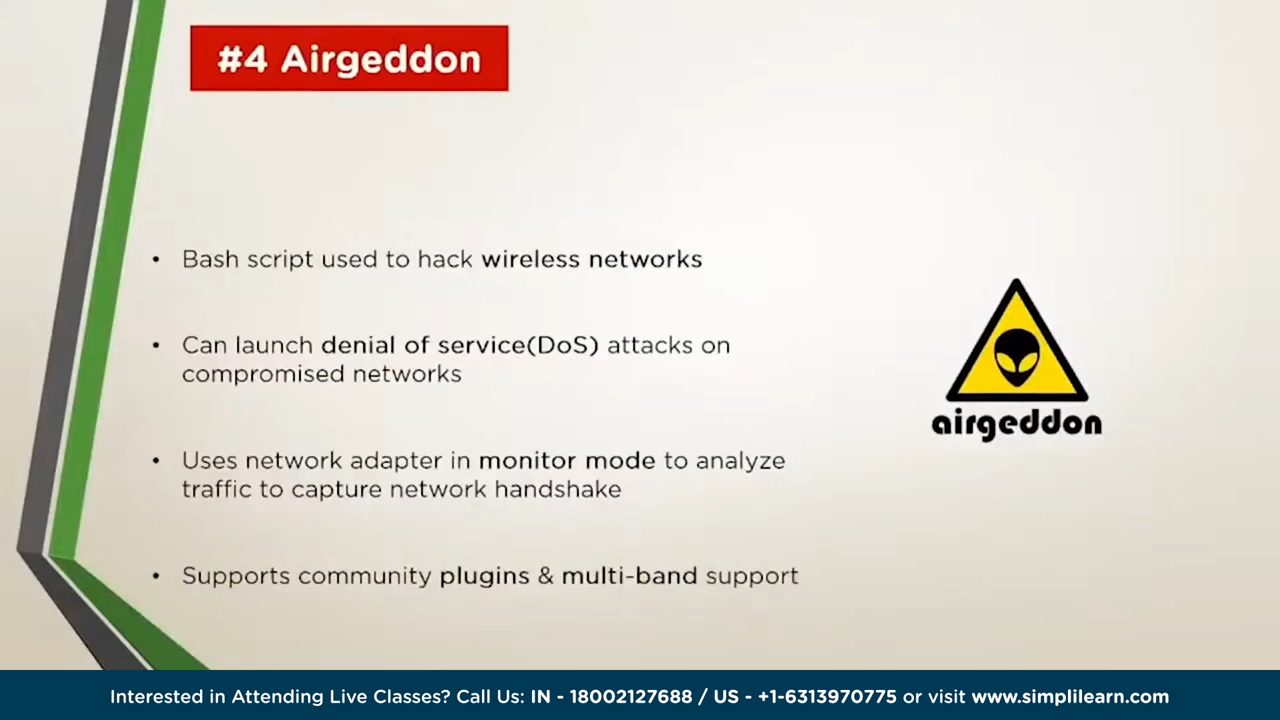 #4 Airgeddon
• Bash script used to hack wireless networks
• Can launch denial of service(DoS) attacks on
compromised networks
• Uses network adapter in monitor mode to analyze
traffic to capture network handshake
• Supports community plugins & multi-band support
airgeddon
Interested in Attending Live Classes? Call Us: IN - 18002127688 / US - +1-6313970775 or visit www.simplilearn.com